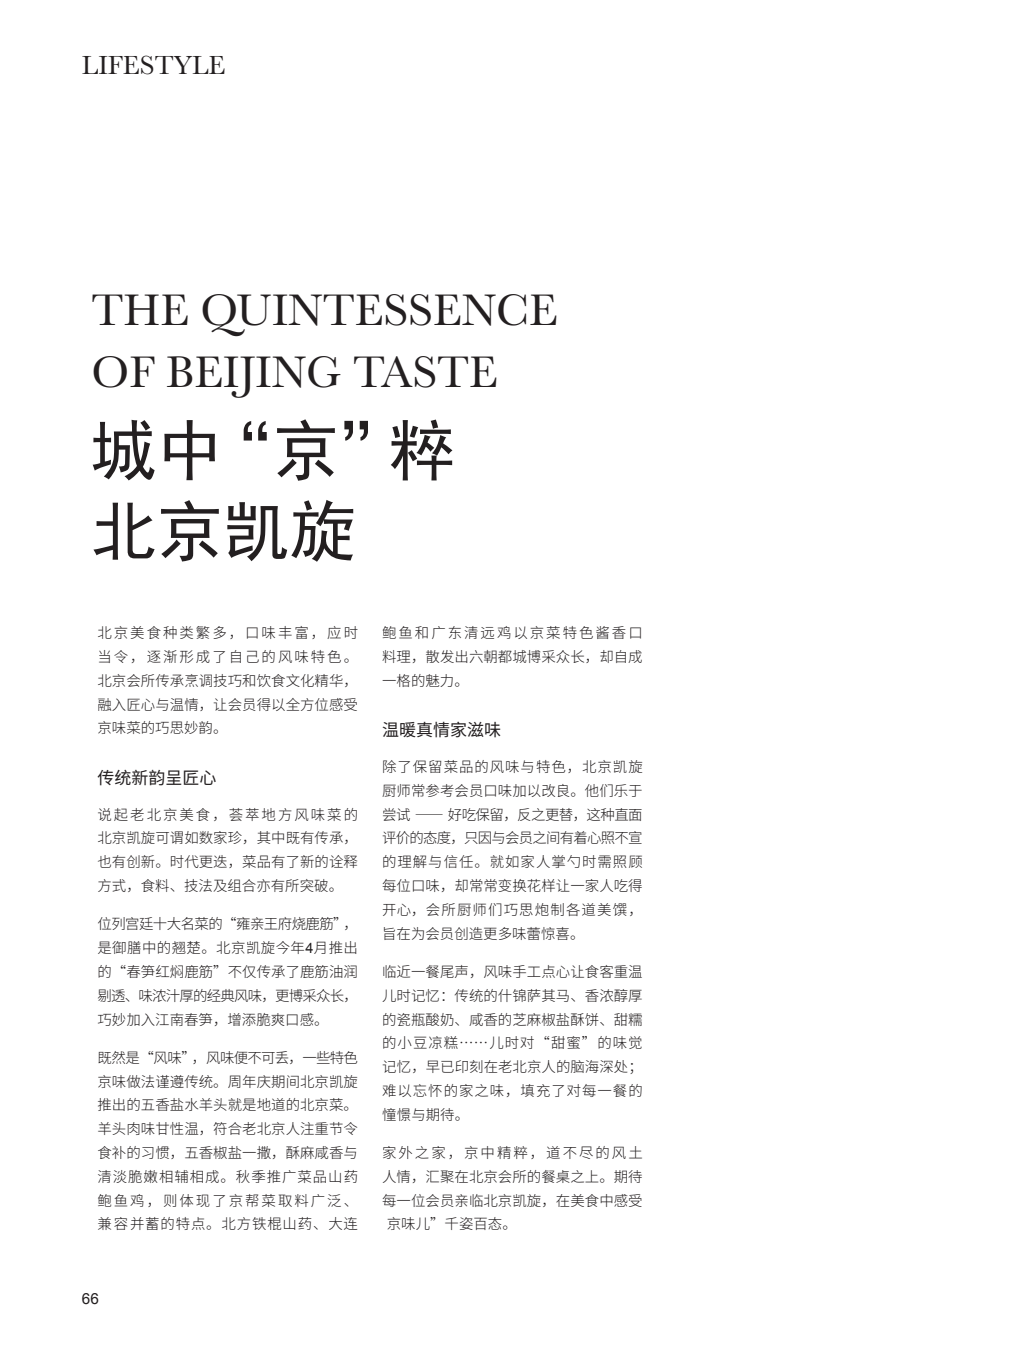 LIFESTYLE
THE QUINTESSENCE
OF BEIJING TASTE
城中“京”粹
北京凯旋
北京美食种类繁多，口味丰富，应时
当令，逐渐形成了自己的风味特色。
北京会所传承烹调技巧和饮食文化精华，
融入匠心与温情，让会员得以全方位感受
京味菜的巧思妙韵。
传统新韵呈匠心
说起老北京美食，荟萃地方风味菜的
北京凯旋可谓如数家珍，其中既有传承，
也有创新。时代更迭，菜品有了新的诠释
方式，食料、技法及组合亦有所突破。
位列宫廷十大名菜的“雍亲王府烧鹿筋”，
是御膳中的翘楚。北京凯旋今年4月推出
的“春笋红焖鹿筋”不仅传承了鹿筋油润
剔透、味浓汁厚的经典风味，更博采众长，
巧妙加入江南春笋，增添脆爽口感。
既然是“风味”，风味便不可丢，一些特色
京味做法谨遵传统。周年庆期间北京凯旋
推出的五香盐水羊头就是地道的北京菜。
羊头肉味甘性温，符合老北京人注重节令
食补的习惯，五香椒盐一撒，酥麻咸香与
清淡脆嫩相辅相成。秋季推广菜品山药
鲍鱼鸡，则体现了京帮菜取料广泛、
兼容并蓄的特点。北方铁棍山药、大连
鲍鱼和广东清远鸡以京菜特色酱香口
料理，散发出六朝都城博采众长，却自成
一格的魅力。
温暖真情家滋味
除了保留菜品的风味与特色，北京凯旋
厨师常参考会员口味加以改良。他们乐于
尝试 —— 好吃保留，反之更替，这种直面
评价的态度，只因与会员之间有着心照不宣
的理解与信任。就如家人掌勺时需照顾
每位口味，却常常变换花样让一家人吃得
开心，会所厨师们巧思炮制各道美馔，
旨在为会员创造更多味蕾惊喜。
临近一餐尾声，风味手工点心让食客重温
儿时记忆：传统的什锦萨其马、香浓醇厚
的瓷瓶酸奶、咸香的芝麻椒盐酥饼、甜糯
的小豆凉糕……儿时对“甜蜜”的味觉
记忆，早已印刻在老北京人的脑海深处；
难以忘怀的家之味，填充了对每一餐的
憧憬与期待。
家外之家，京中精粹，道不尽的风土
人情，汇聚在北京会所的餐桌之上。期待
每一位会员亲临北京凯旋，在美食中感受
京味儿”千姿百态。
66